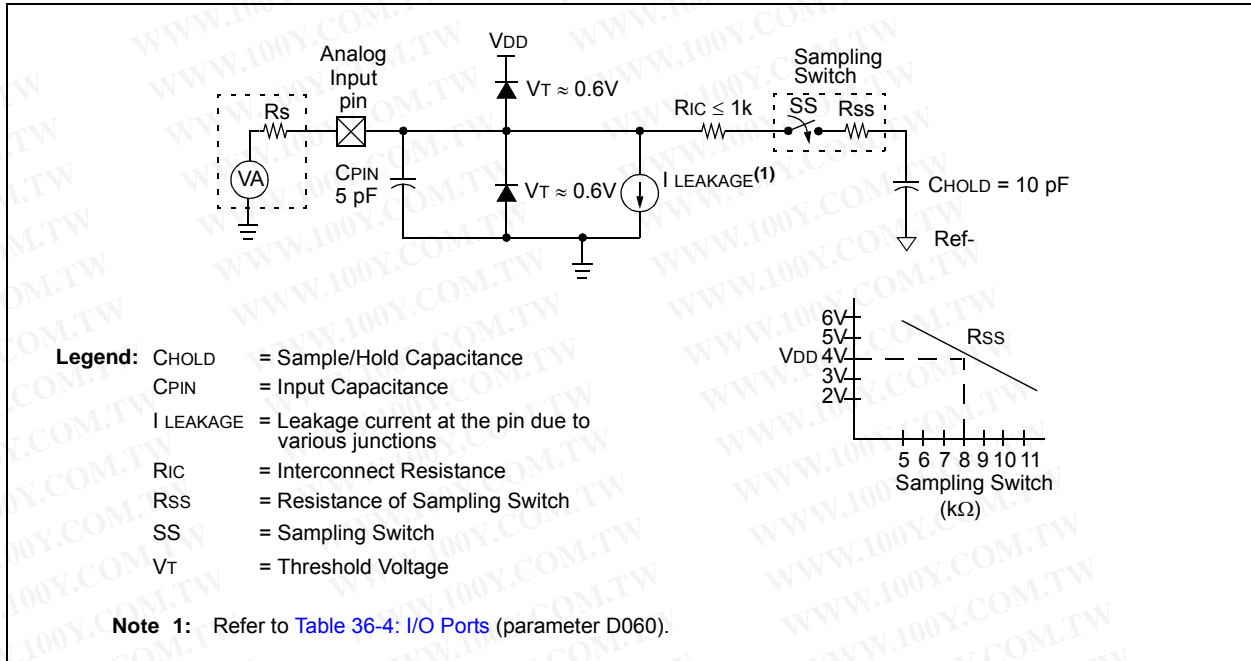 VDD
Analog
Input
pin
Sampling
Switch
VT ≈ 0.6V
RIC ≤ 1k
SS
Rss
Rs
VA
CPIN
5 pF
VT ≈ 0.6V
I LEAKAGE(1)
CHOLD = 10 pF
Ref-
6V
5V
VDD 4V
3V
2V
RSS
5 6 7 8 9 10 11
Sampling Switch
(kΩ)
Legend: CHOLD = Sample/Hold Capacitance
CPIN = Input Capacitance
I LEAKAGE = Leakage current at the pin due to
various junctions
RIC = Interconnect Resistance
RSS = Resistance of Sampling Switch
SS = Sampling Switch
VT = Threshold Voltage
Note 1: Refer to Table 36-4: I/O Ports (parameter D060).
WWW.100Y.COM.TW